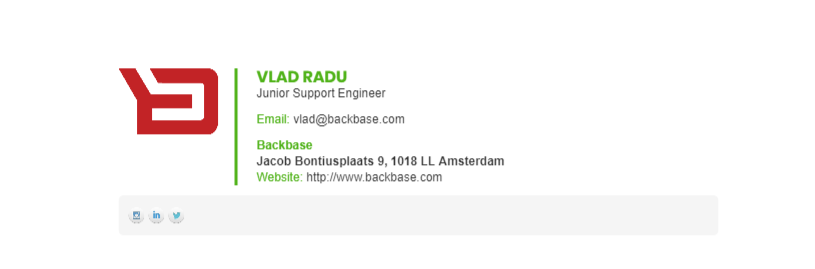 VLAD RADU
Junior Support Engineer
Email: vlad@backbase.com
Backbase
Jacob Bontiusplaats 9, 1018 LL Amsterdam
Website: http://www.backbase.com
in